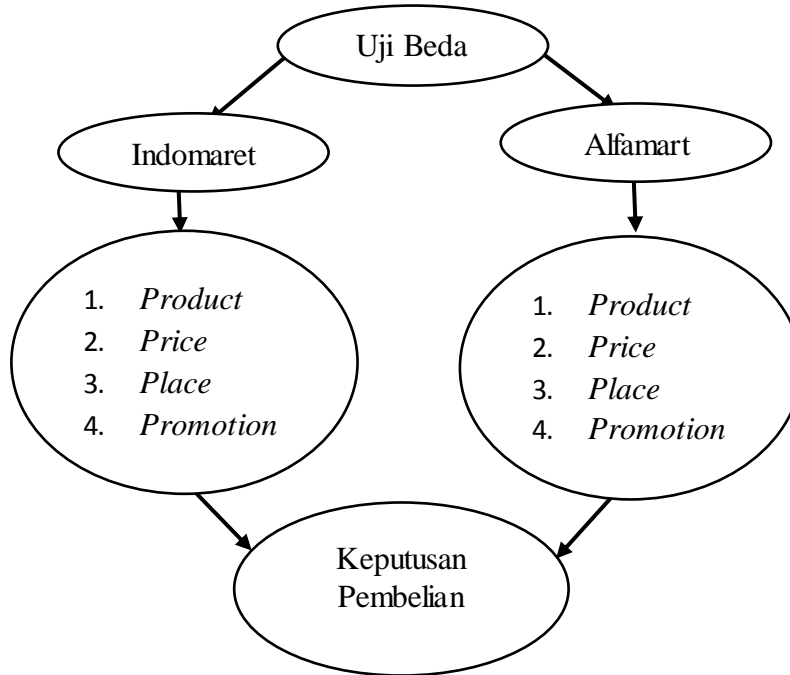 Uji Beda
Indomaret
Alfamart
1. Product
2. Price
3. Place
4. Promotion
1. Product
2. Price
3. Place
4. Promotion
Keputusan
Pembelian